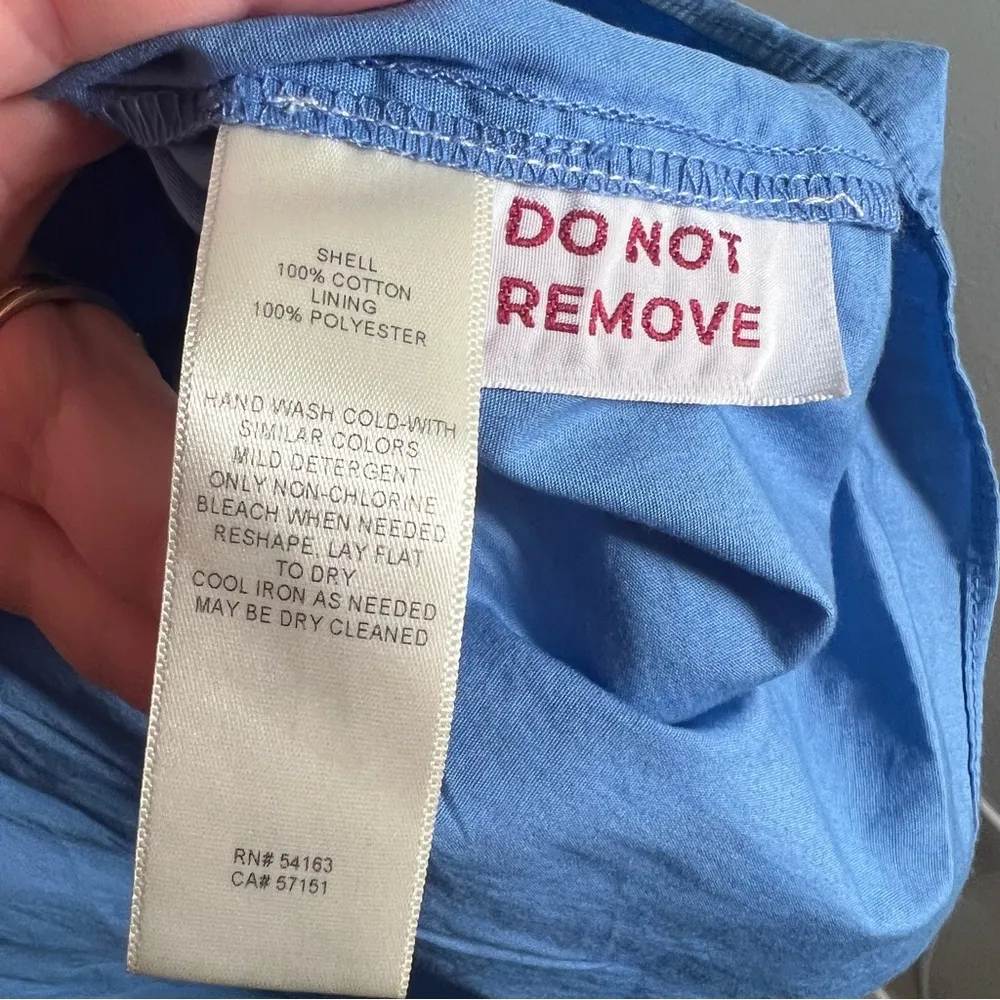 SHELL
100% COTTON
LINING
100% POLYESTER
HAND WASH COLD-WITH
SIMILAR COLORS
MILD DETERGENT
ONLY NON-CHLORINE
BLEACH WHEN NEEDED
RESHAPE, LAY FLAT
TO DRY
COOL IRON AS NEEDED
MAY BE DRY CLEANED
RN# 54163
CA# 57151
DO NOT
REMOVE